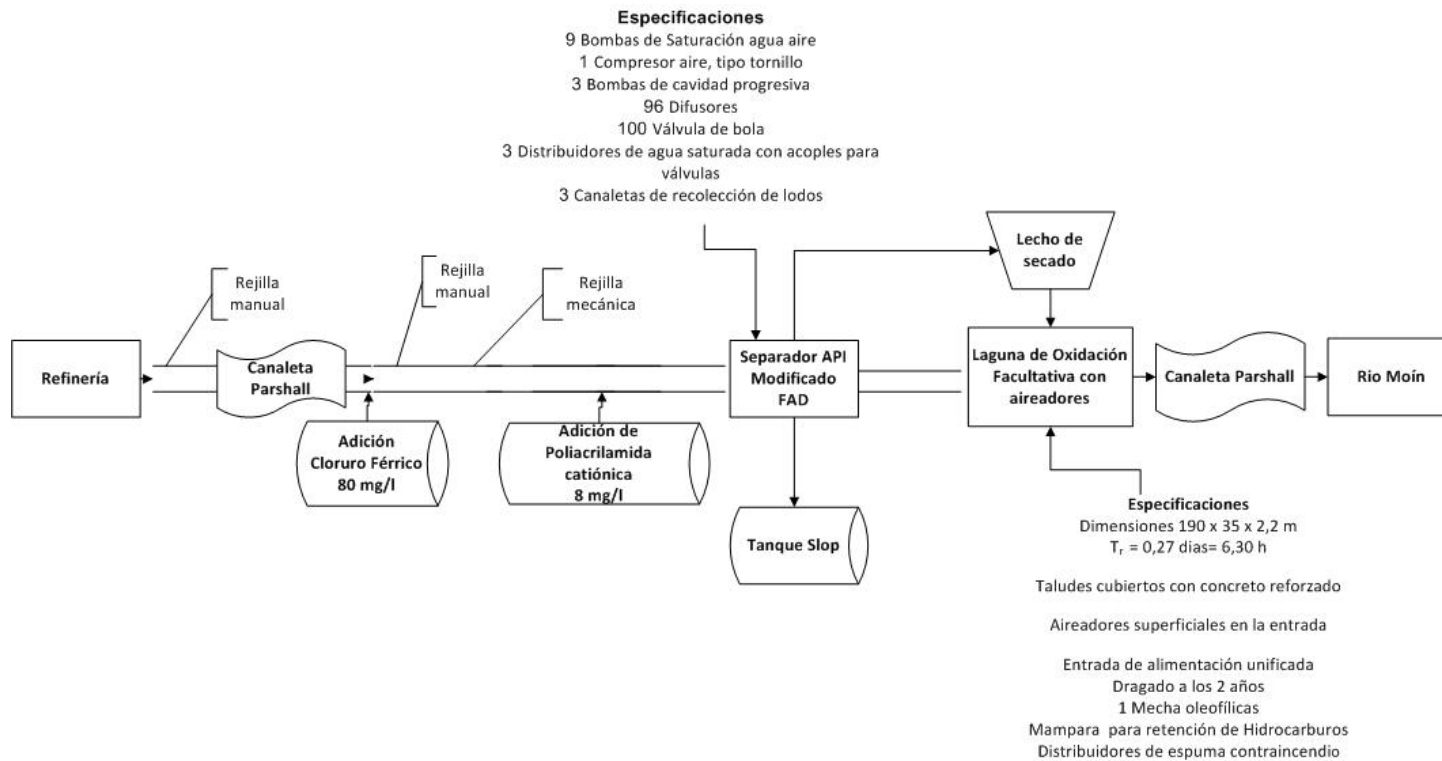 Especificaciones
9 Bombas de Saturación agua aire
1 Compresor aire, tipo tornillo
3 Bombas de cavidad progresiva
96 Difusores
100 Válvula de bola
3 Distribuidores de agua saturada con acoples para
válvulas
3 Canaletas de recolección de lodos
Lecho de
secado
Rejilla
manual
Rejilla
manual
Rejilla
mecánica
Refinería
Canaleta
Parshall
Separador API
Modificado
FAD
Laguna de Oxidación
Facultativa con
aireadores
Canaleta Parshall
Rio Moín
Adición
Cloruro Férrico
80 mg/l
Adición de
Poliacrilamida
catiónica
8 mg/l
Tanque Slop
Especificaciones
Dimensiones 190 x 35 x 2,2 m
Tr = 0,27 dias= 6,30 h
Taludes cubiertos con concreto reforzado
Aireadores superficiales en la entrada
Entrada de alimentación unificada
Dragado a los 2 años
1 Mecha oleofílicas
Mampara para retención de Hidrocarburos
Distribuidores de espuma contraincendio